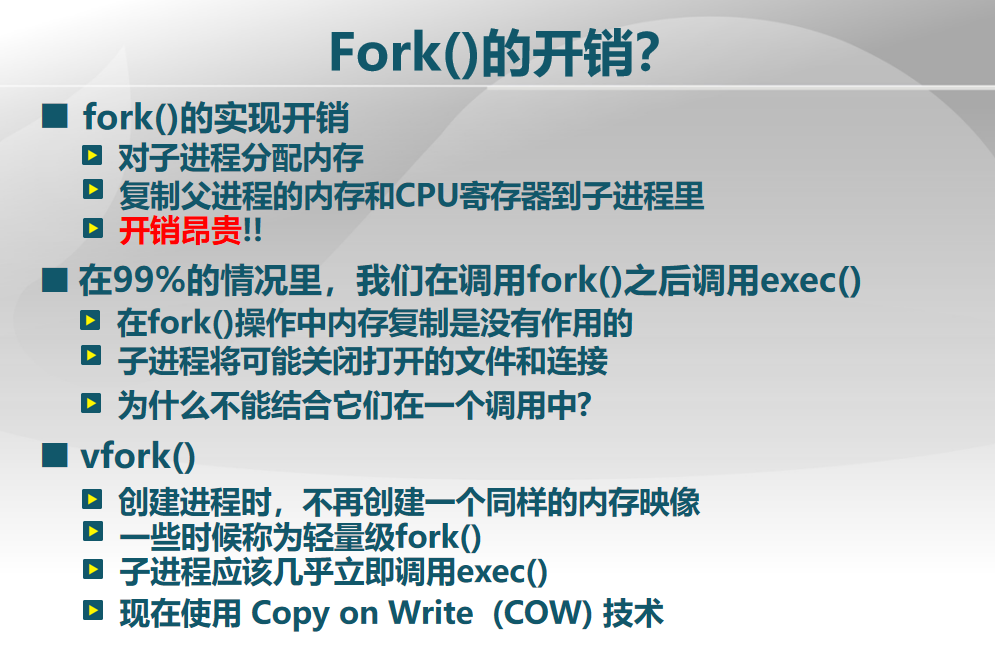 Fork()的开销?
fork()的实现开销
对子进程分配内存
复制父进程的内存和CPU寄存器到子进程里
开销昂贵!!
在99%的情况里，我们在调用fork()之后调用exec()
在fork()操作中内存复制是没有作用的
子进程将可能关闭打开的文件和连接
为什么不能结合它们在一个调用中?
vfork()
创建进程时，不再创建一个同样的内存映像
一些时候称为轻量级fork()
子进程应该几乎立即调用exec()
现在使用 Copy on Write（COW) 技术